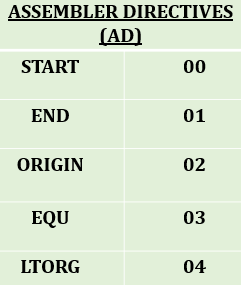 ASSEMBLER DIRECTIVES
(AD)
START 00
END 01
ORIGIN 02
EQU 03
LTORG 04